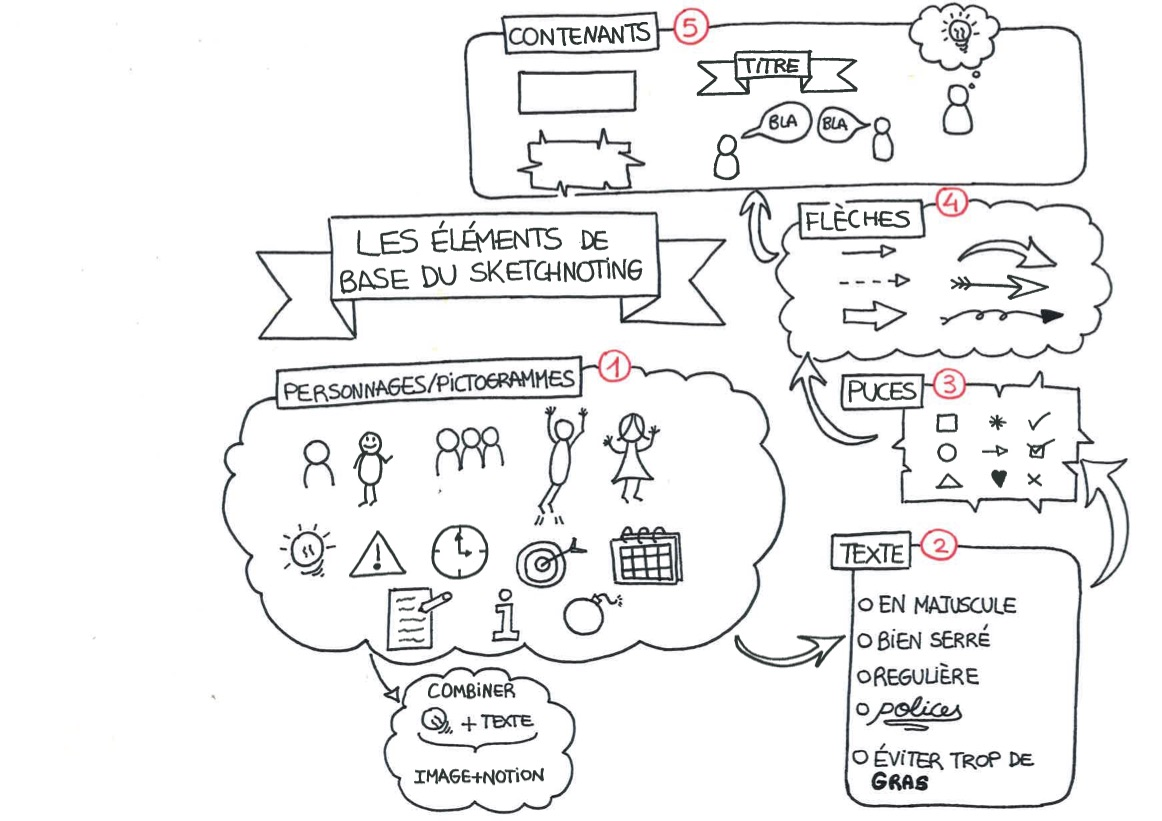 LES ÉLÉMENTS DE
BASE DU SKETCHNOTING
PERSONNAGES/PICTOGRAMMES
1
i
COMBINER
+ TEXTE
IMAGE+NOTION
TEXTE
2
EN MAJUSCULE
BIEN SERRÉ
REGULIÈRE
polices
ÉVITER TROP DE
GRAS
PUCES
3
FLÈCHES
4
CONTENANTS
5
TITRE
BLA
BLA